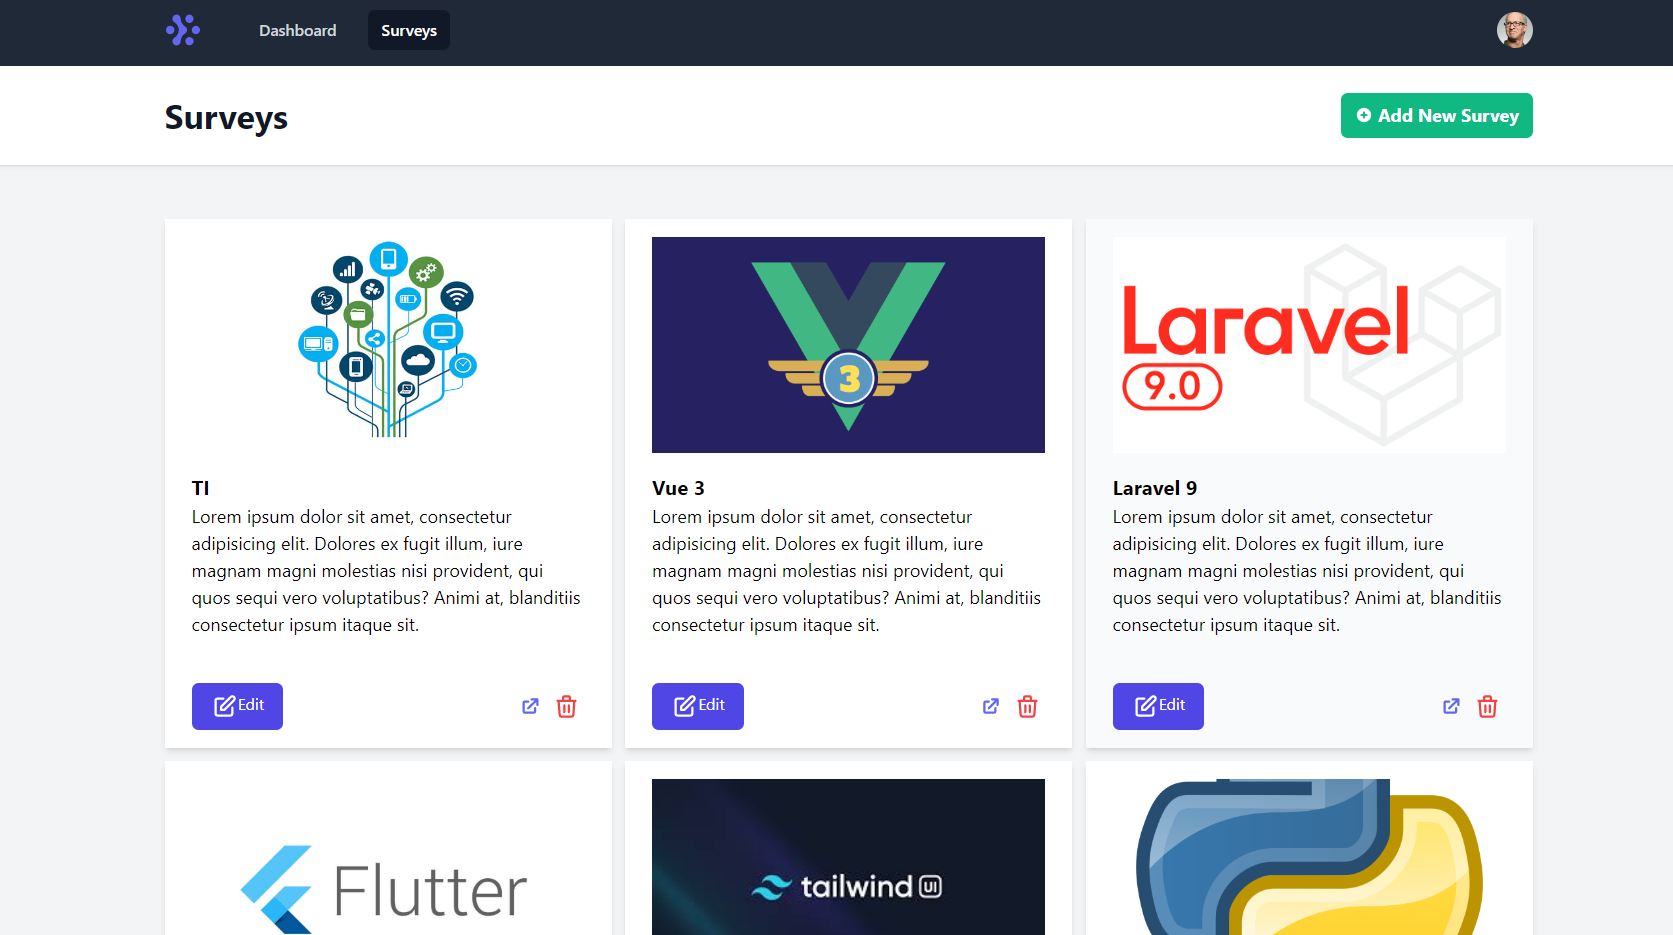 Dashboard
Surveys
Surveys
Add New Survey
3
Laravel
9.0
TI
Lorem ipsum dolor sit amet, consectetur
adipisicing elit. Dolores ex fugit illum, iure
magnam magni molestias nisi provident, qui
quos sequi vero voluptatibus? Animi at, blanditiis
consectetur ipsum itaque sit.
Edit
Vue 3
Lorem ipsum dolor sit amet, consectetur
adipisicing elit. Dolores ex fugit illum, iure
magnam magni molestias nisi provident, qui
quos sequi vero voluptatibus? Animi at, blanditiis
consectetur ipsum itaque sit.
Edit
Laravel 9
Lorem ipsum dolor sit amet, consectetur
adipisicing elit. Dolores ex fugit illum, iure
magnam magni molestias nisi provident, qui
quos sequi vero voluptatibus? Animi at, blanditiis
consectetur ipsum itaque sit.
Edit
Flutter
tailwind UI